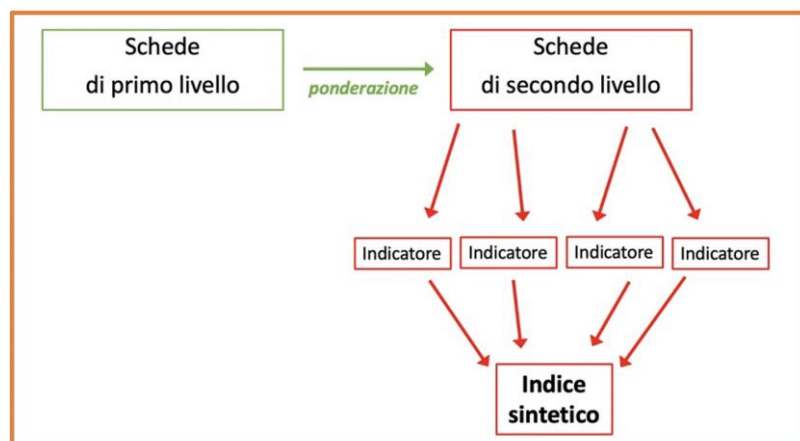 Schede
di primo livello
ponderazione
Schede
di secondo livello
Indicatore
Indicatore
Indicatore
Indicatore
Indice
sintetico